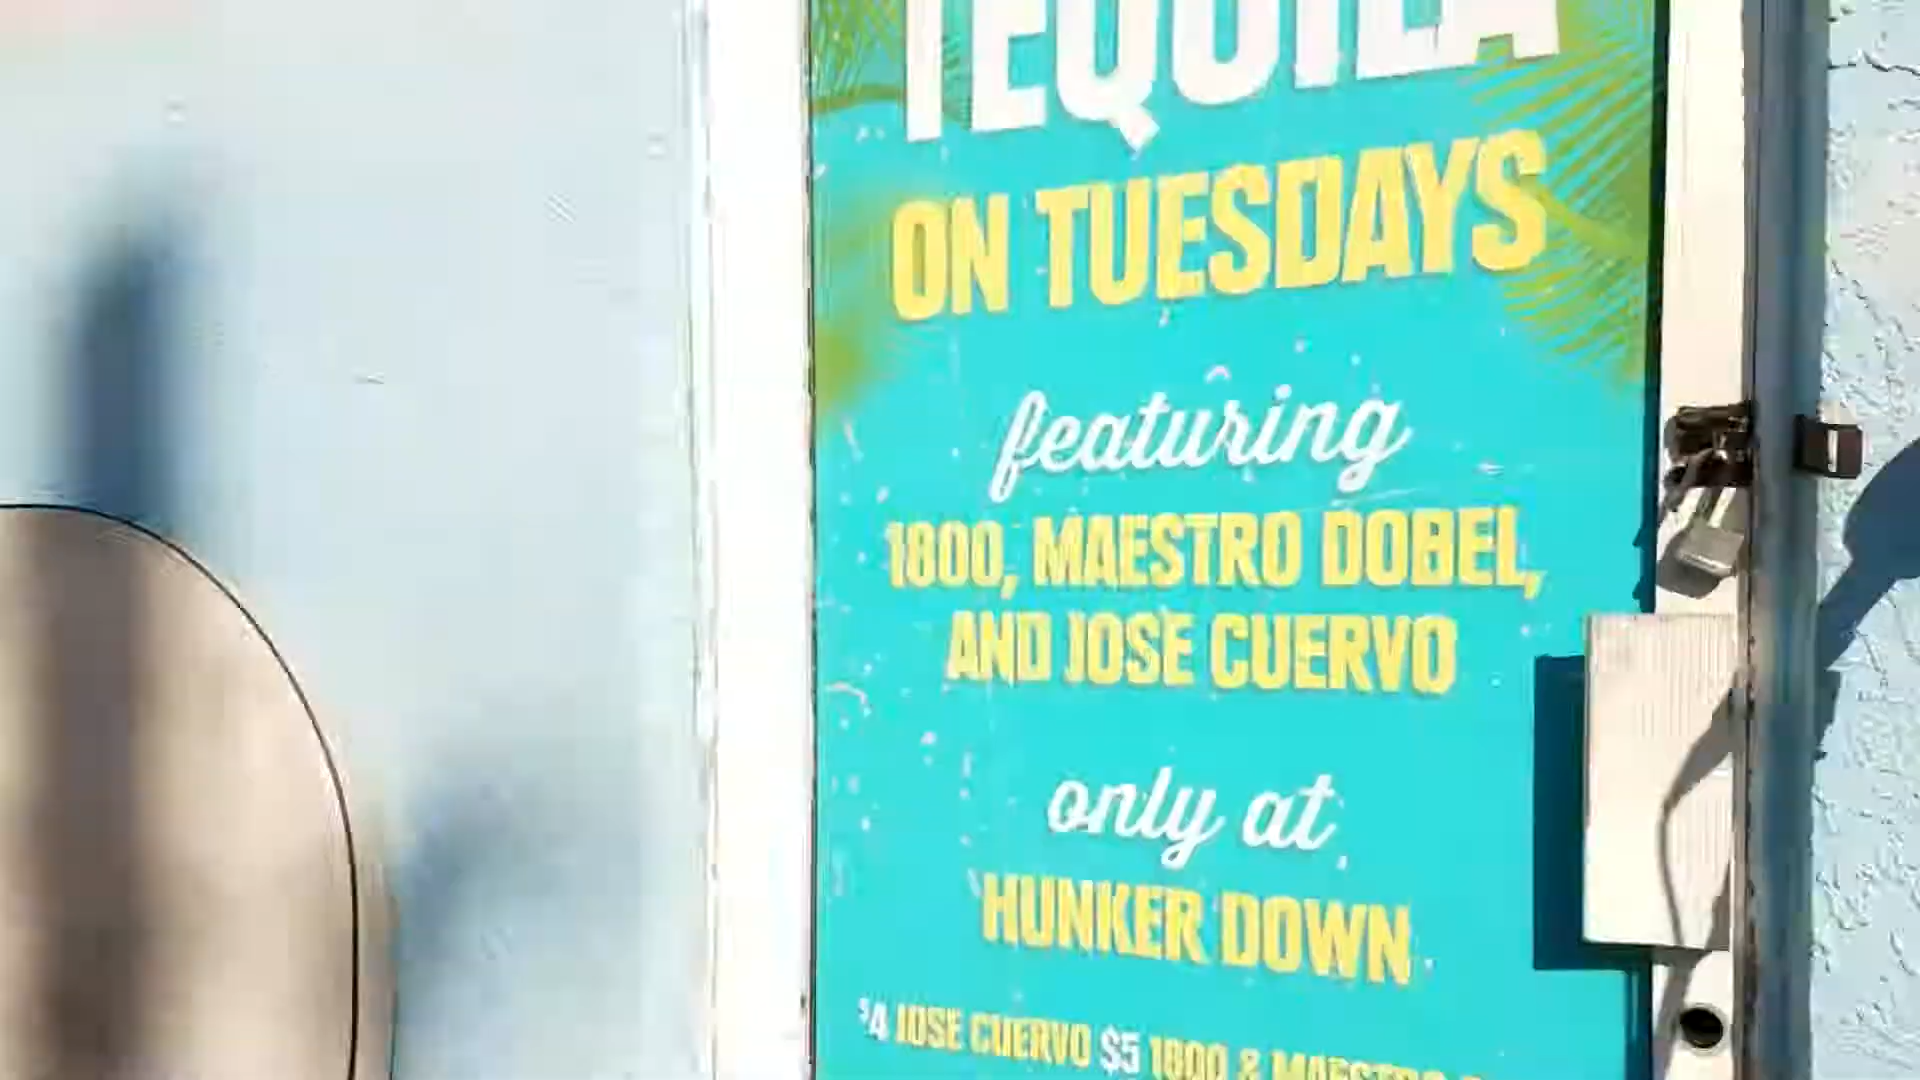 TEQUILA
ON TUESDAYS
featuring
1800, MAESTRO DOBEL,
AND JOSE CUERVO
only at
HUNKER DOWN
$4 JOSE CUERVO $5 1800 & MAESTRO